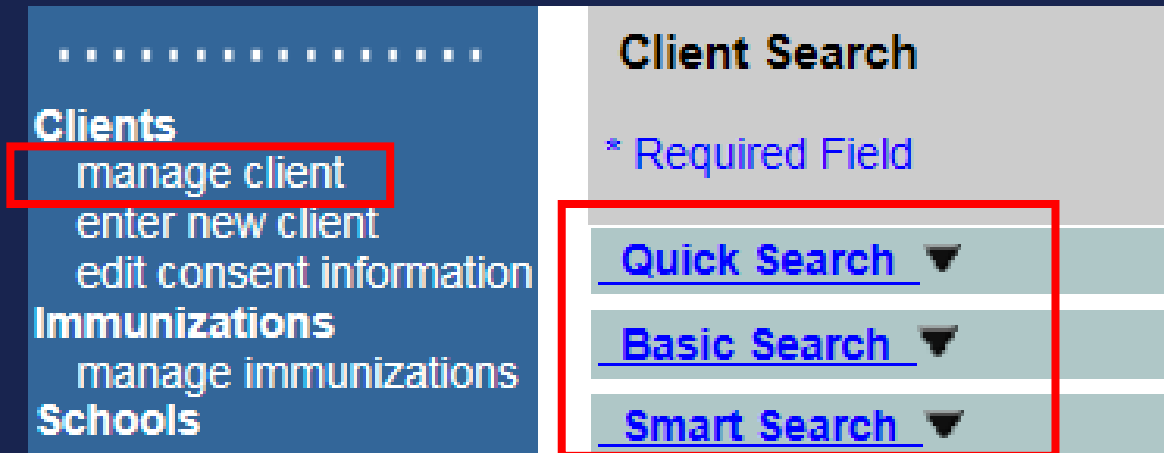 Clients
manage client
enter new client
edit consent information
Immunizations
manage immunizations
Schools
Client Search
* Required Field
Quick Search
Basic Search
Smart Search